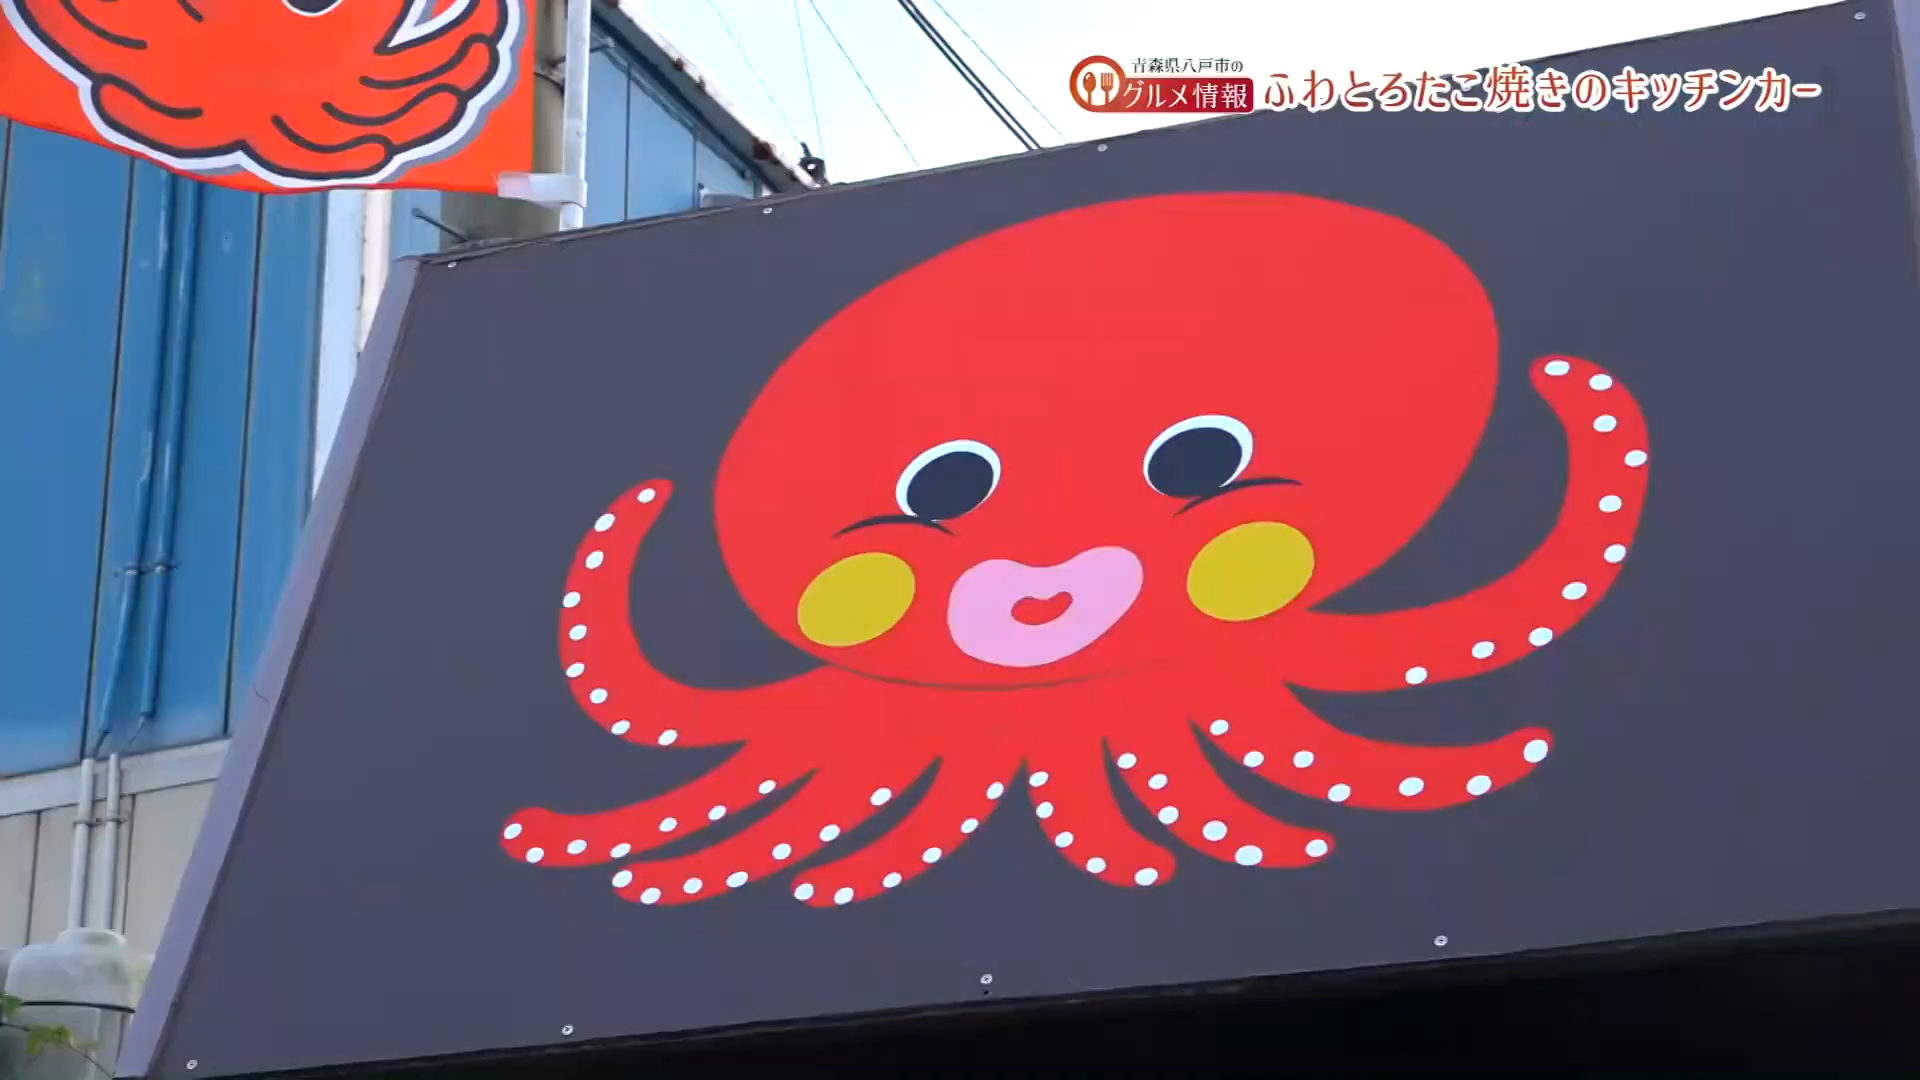 青森県八戸市の
グルメ情報
ふわとろたこ焼きのキッチンカー